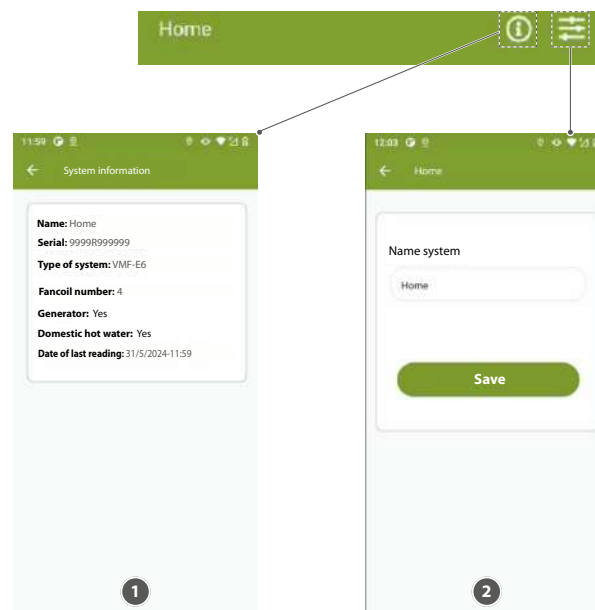 Home
11:59
System information
Name: Home
Serial: 9999R999999
Type of system: VMF-E6
Fancoil number: 4
Generator: Yes
Domestic hot water: Yes
Date of last reading: 31/5/2024-11:59
1
12:03
Home
Name system
Home
Save
2